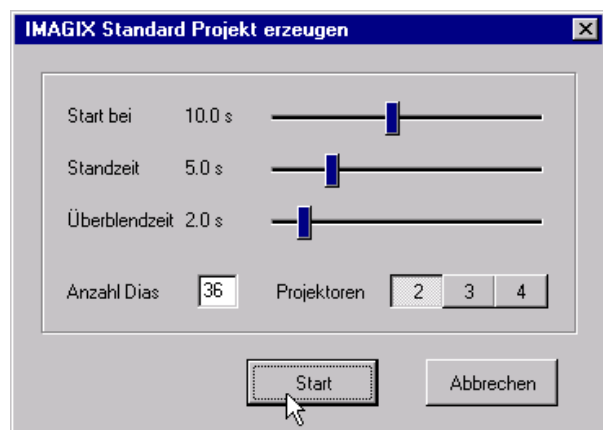 IMAGIX Standard Projekt erzeugen
Start bei 10.0 s
Standzeit 5.0 s
Überblendzeit 2.0 s
Anzahl Dias 36 Projektoren 2 3 4
Start Abbrechen